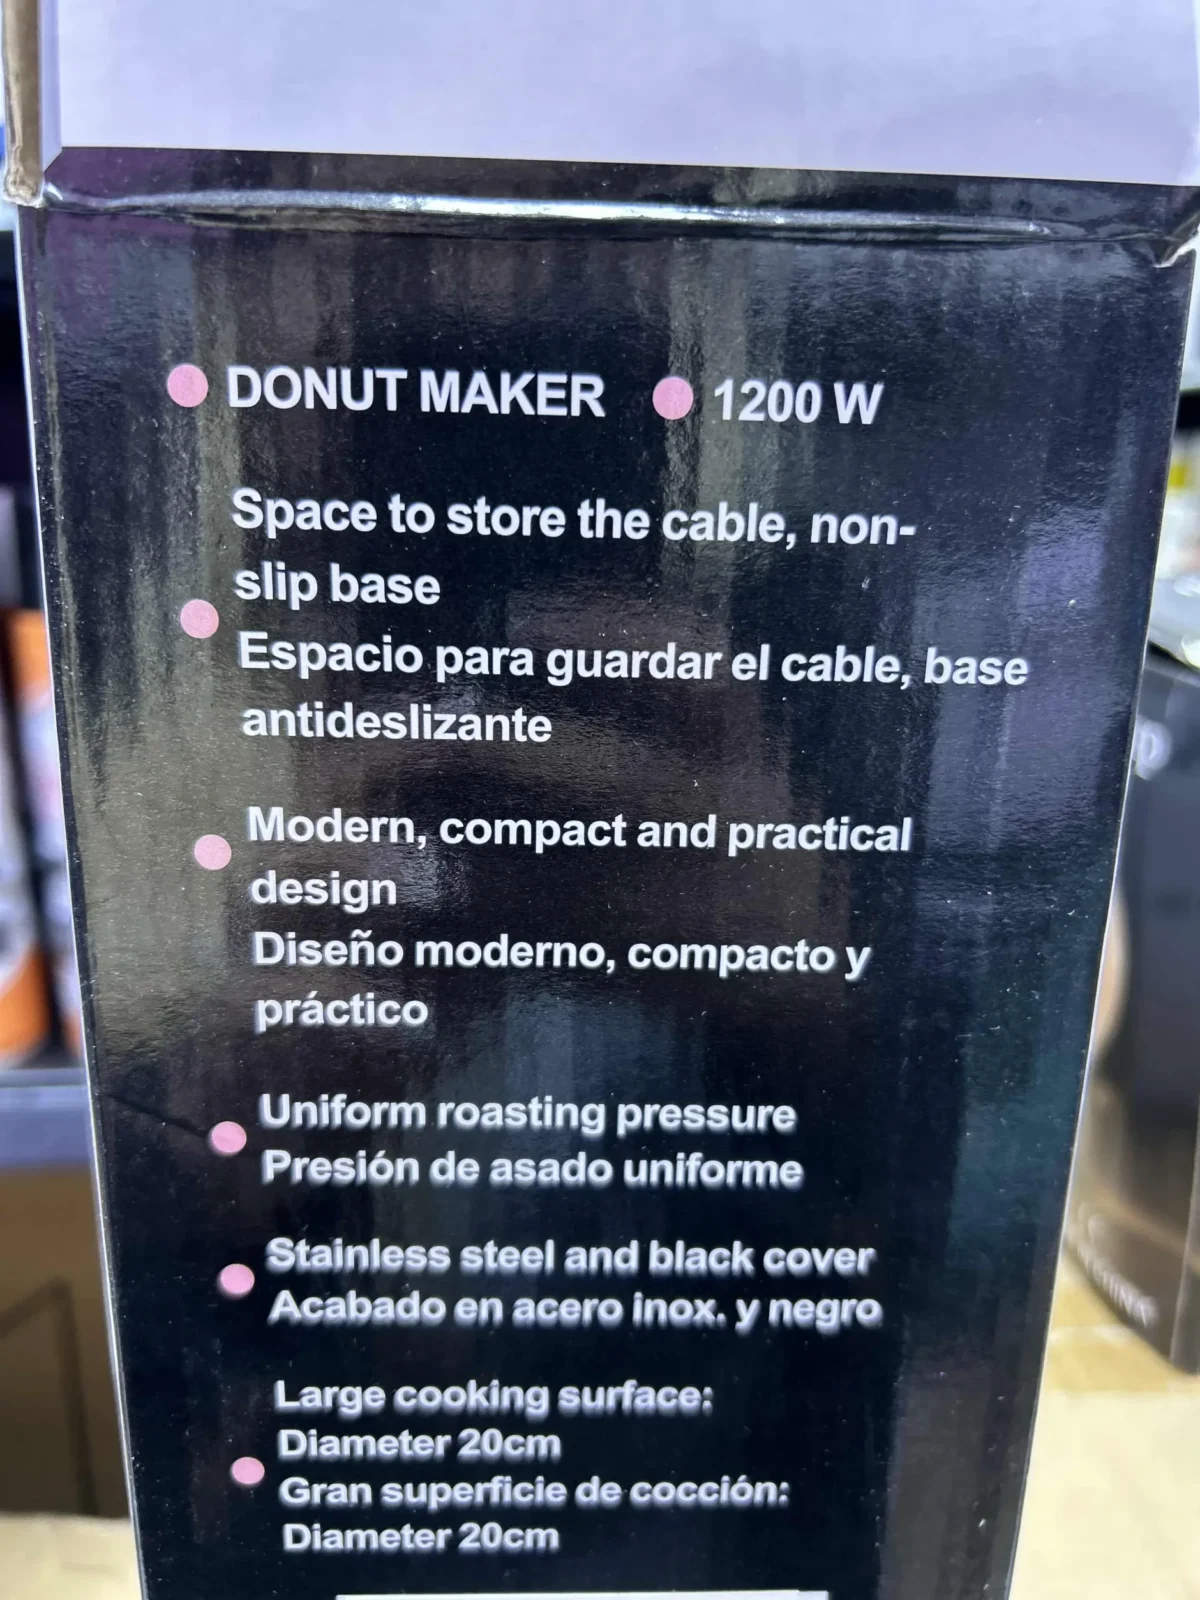 DONUT MAKER 1200 W
Space to store the cable, non-
slip base
Espacio para guardar el cable, base
antideslizante
Modern, compact and practical
design
Diseño moderno, compacto y
práctico
Uniform roasting pressure
Presión de asado uniforme
Stainless steel and black cover
Acabado en acero inox. y negro
Large cooking surface:
Diameter 20cm
Gran superficie de cocción:
Diameter 20cm